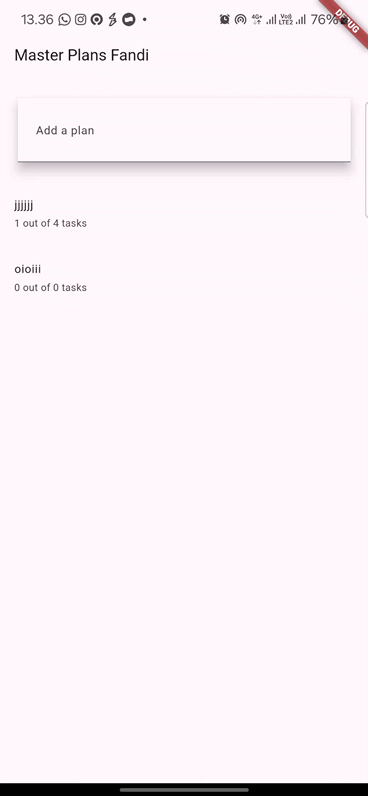 13.36
4G+
Vo))
LTE2
76%
DEBUG
Master Plans Fandi
Add a plan
jjjjjj
1 out of 4 tasks
oioiii
0 out of 0 tasks